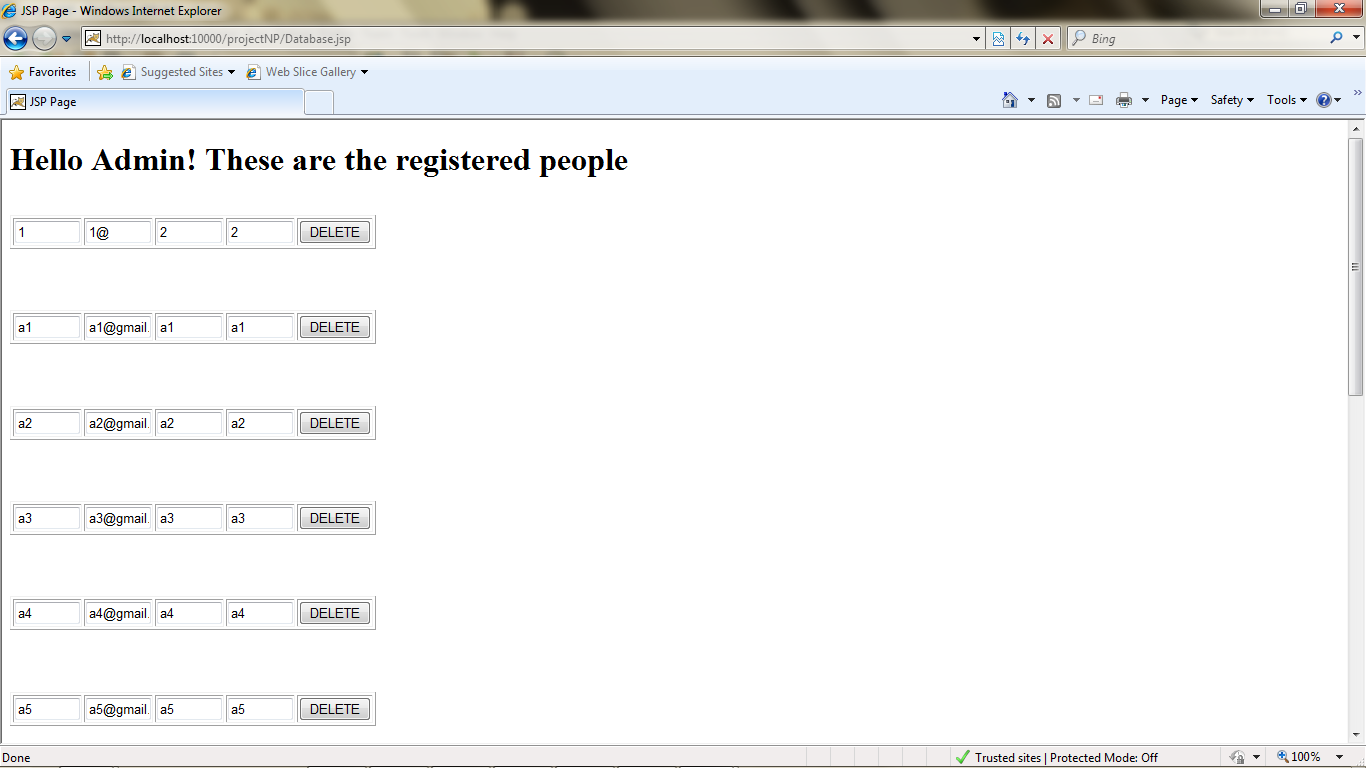 JSP Page - Windows Internet Explorer
http://localhost:10000/projectNP/Database.jsp
Bing
Favorites Suggested Sites Web Slice Gallery
JSP Page Page Safety Tools
Hello Admin! These are the registered people
1 1@ 2 2 DELETE
a1 a1@gmail. a1 a1 DELETE
a2 a2@gmail. a2 a2 DELETE
a3 a3@gmail. a3 a3 DELETE
a4 a4@gmail. a4 a4 DELETE
a5 a5@gmail. a5 a5 DELETE
Done Trusted sites | Protected Mode: Off 100%